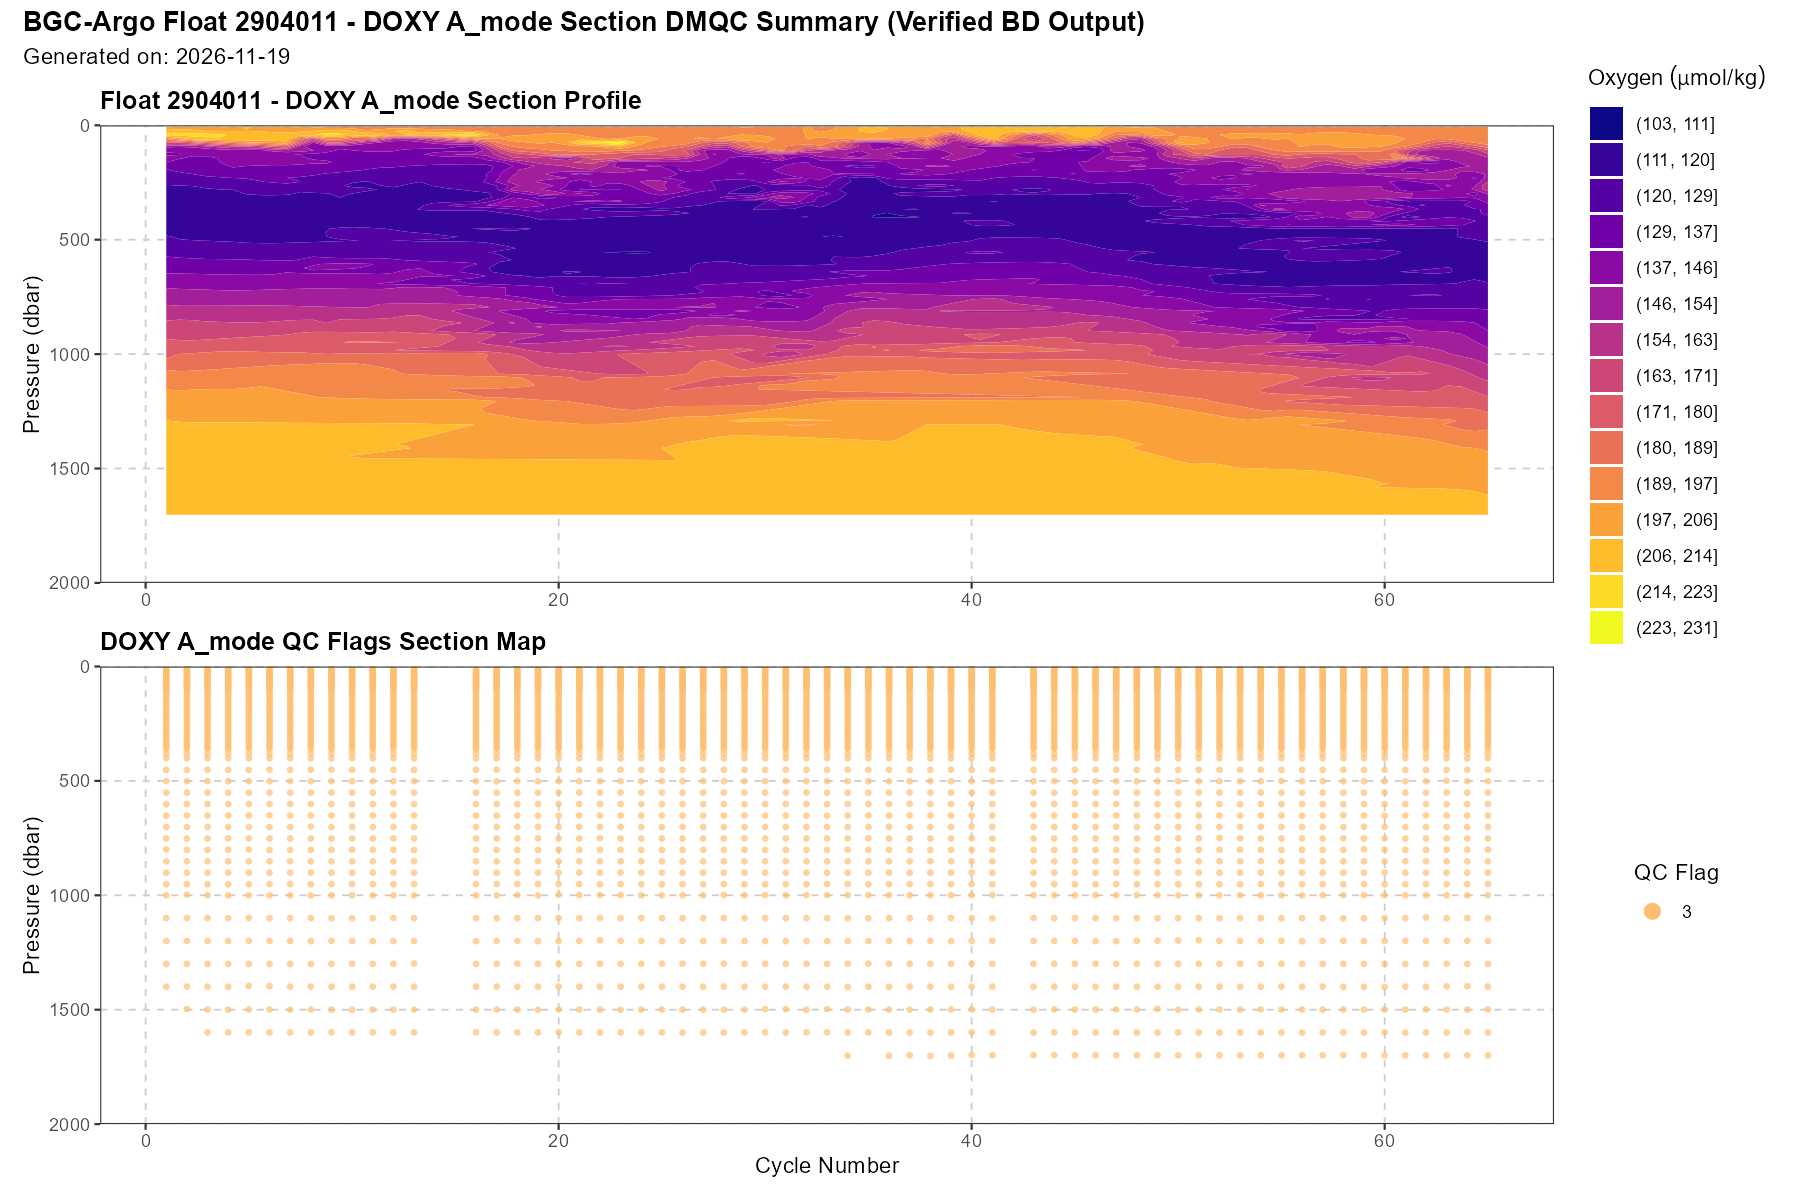 BGC-Argo Float 2904011 - DOXY A_mode Section DMQC Summary (Verified BD Output)
Generated on: 2026-11-19
Float 2904011 - DOXY A_mode Section Profile
Pressure (dbar)
0
500
1000
1500
2000
0 20 40 60
Oxygen (μmol/kg)
(103, 111]
(111, 120]
(120, 129]
(129, 137]
(137, 146]
(146, 154]
(154, 163]
(163, 171]
(171, 180]
(180, 189]
(189, 197]
(197, 206]
(206, 214]
(214, 223]
(223, 231]
DOXY A_mode QC Flags Section Map
Pressure (dbar)
0
500
1000
1500
2000
0 20 40 60
Cycle Number
QC Flag
3